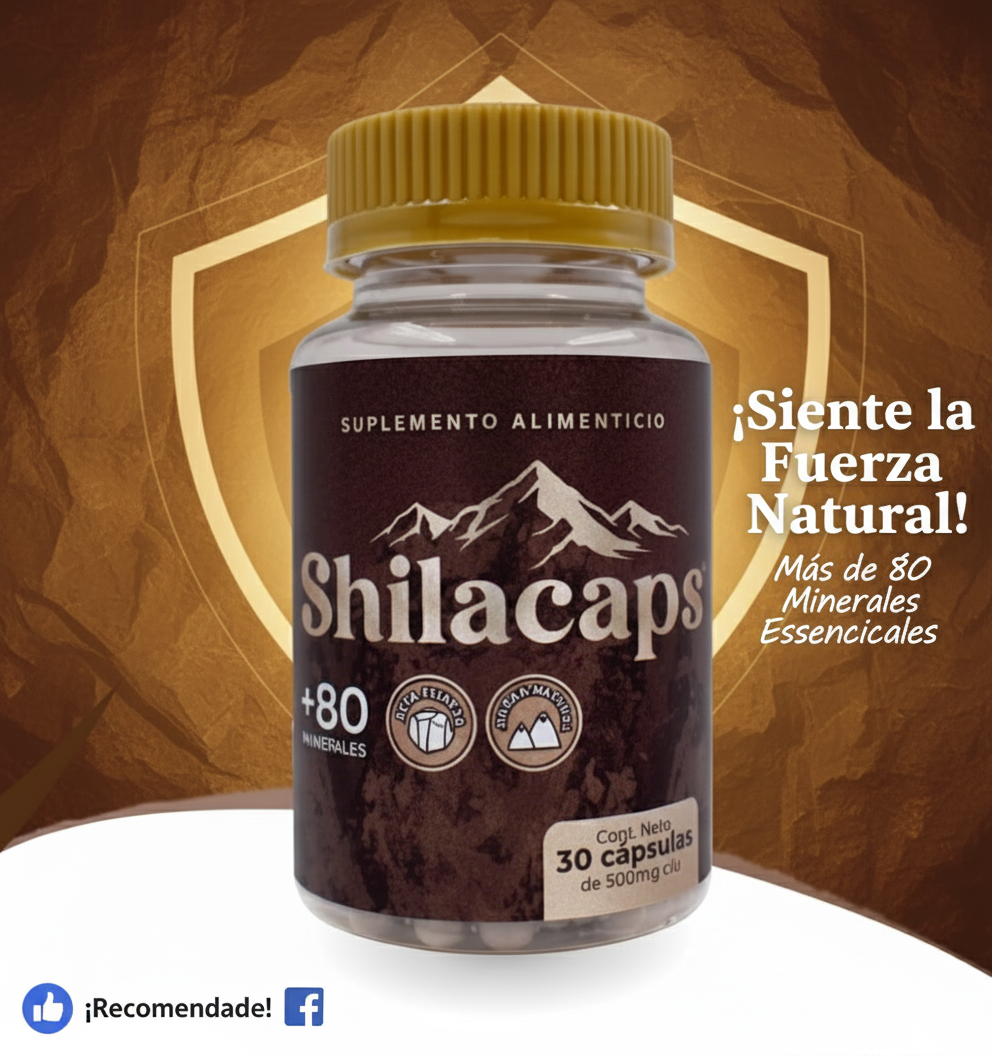 SUPLEMENTO ALIMENTICIO
Shilacaps
+80
MINERALES
Cont. Neto
30 cápsulas
de 500mg c/u
¡Siente la
Fuerza
Natural!
Más de 80
Minerales
Essencicales
¡Recomendade!